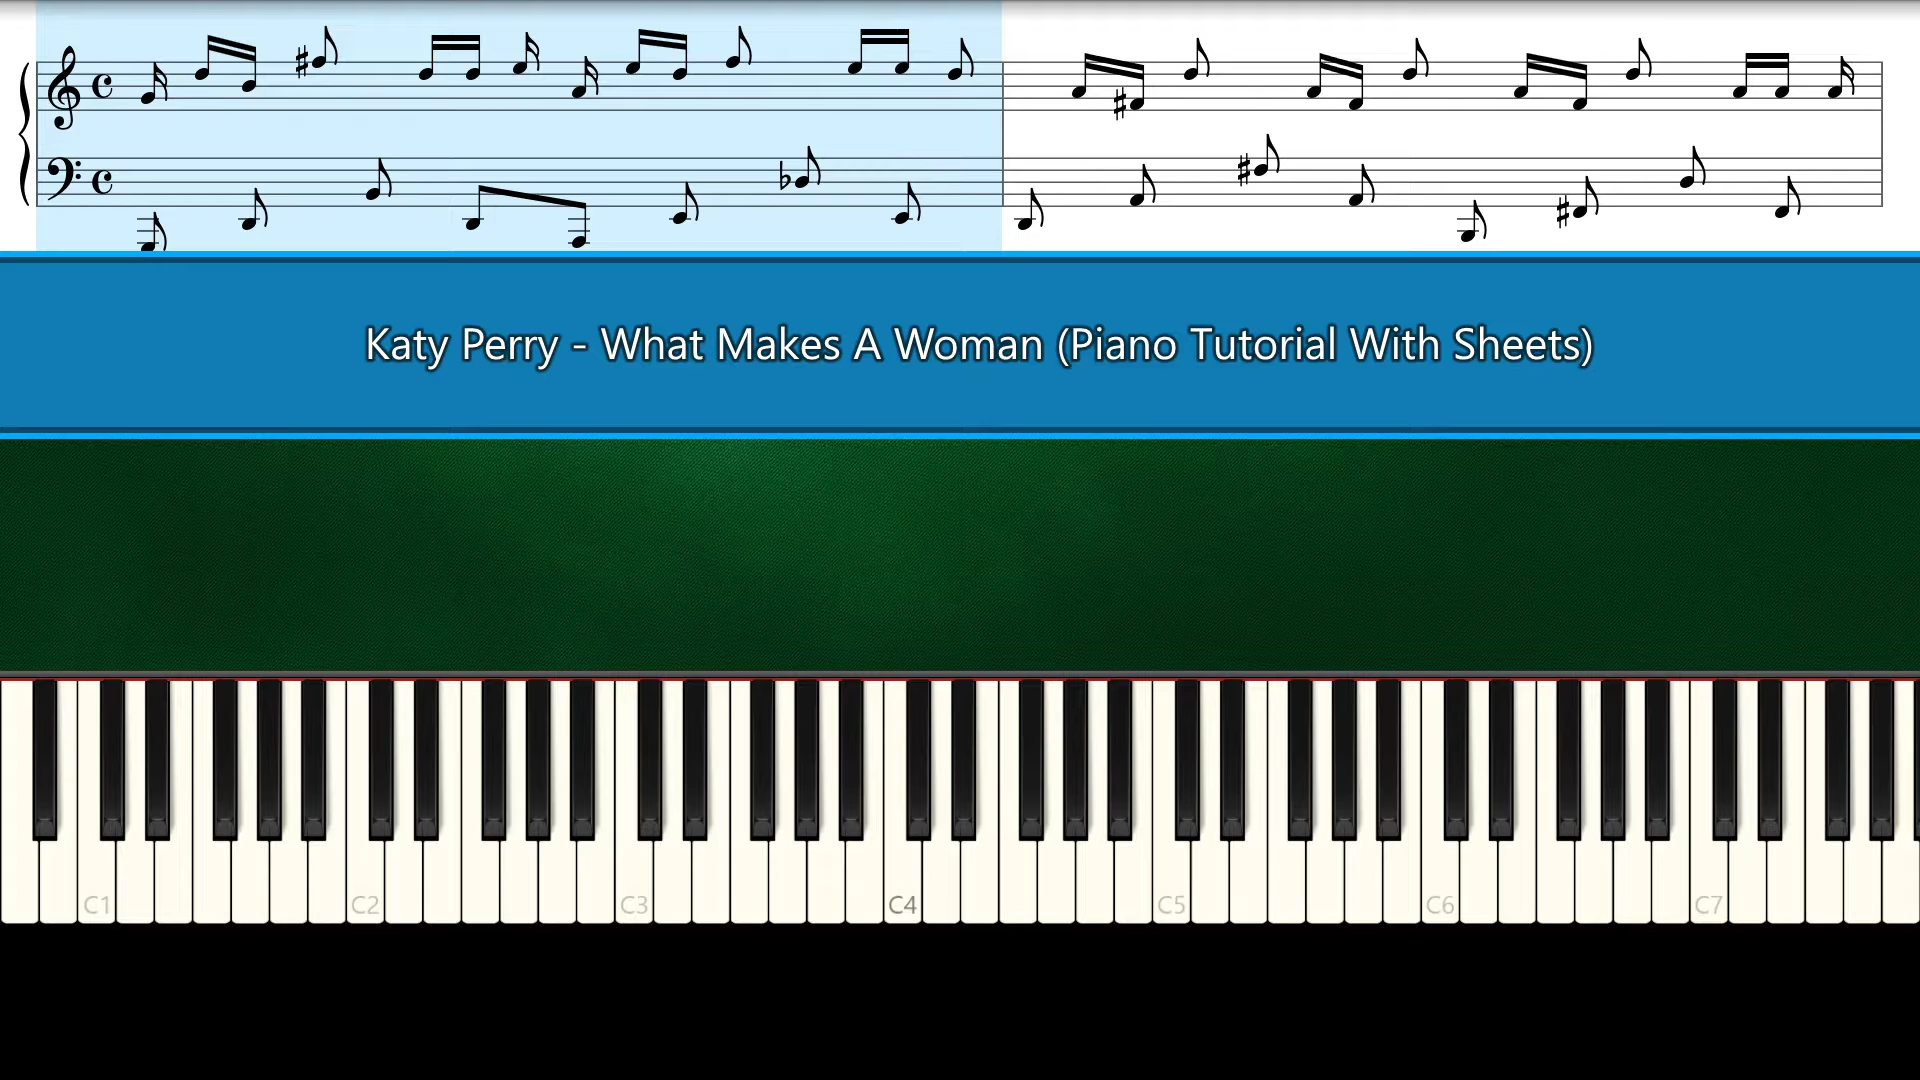 Katy Perry - What Makes A Woman (Piano Tutorial With Sheets)
C1 C2 C3 C4 C5 C6 C7